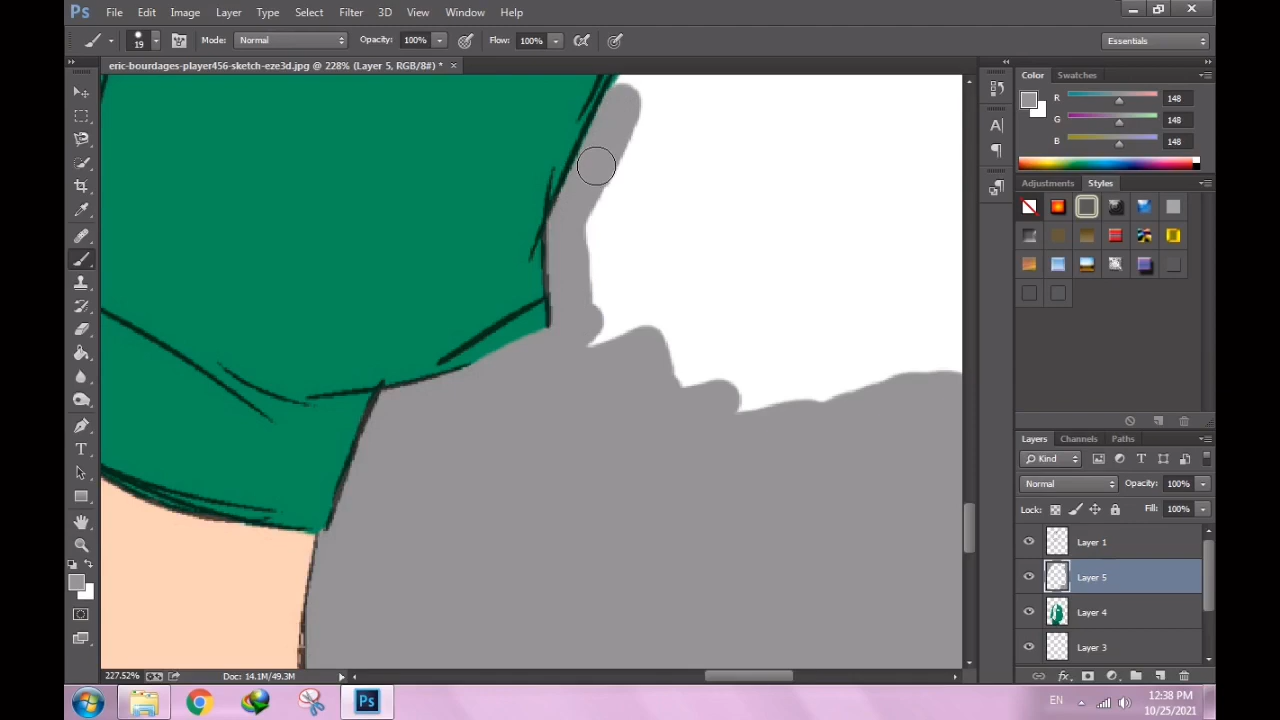 Ps File Edit Image Layer Type Select Filter 3D View Window Help
19 Mode: Normal Opacity: 100% Flow: 100% Essentials
eric-bourdages-player456-sketch-eze3d.jpg @ 228% (Layer 5, RGB/8#) * ×
Color Swatches
R 148
G 148
B 148
Adjustments Styles
Layers Channels Paths
Kind
Normal Opacity: 100%
Lock: Fill: 100%
Layer 1
Layer 5
Layer 4
Layer 3
fx
227.52% Doc: 14.1M/49.3M
Ps EN 12:38 PM
10/25/2021